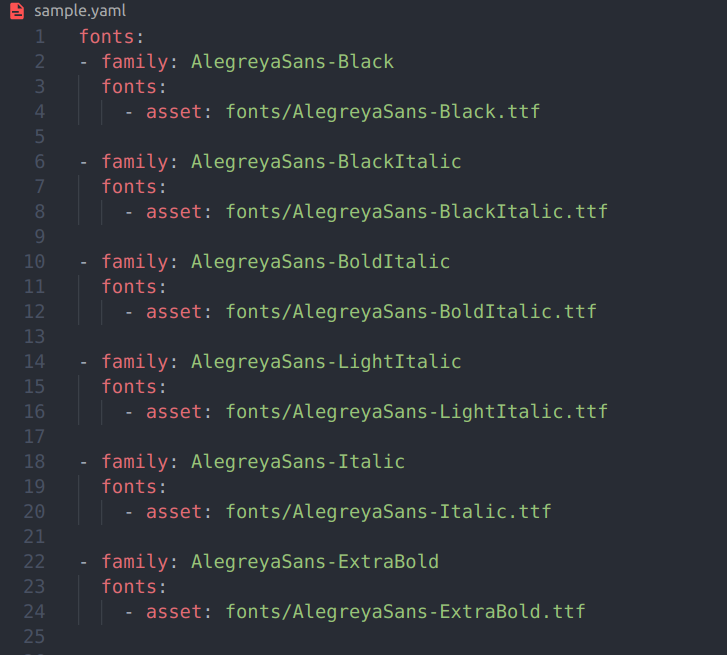 sample.yaml
1 fonts:
2 - family: AlegreyaSans-Black
3 fonts:
4 - asset: fonts/AlegreyaSans-Black.ttf
5
6 - family: AlegreyaSans-BlackItalic
7 fonts:
8 - asset: fonts/AlegreyaSans-BlackItalic.ttf
9
10 - family: AlegreyaSans-BoldItalic
11 fonts:
12 - asset: fonts/AlegreyaSans-BoldItalic.ttf
13
14 - family: AlegreyaSans-LightItalic
15 fonts:
16 - asset: fonts/AlegreyaSans-LightItalic.ttf
17
18 - family: AlegreyaSans-Italic
19 fonts:
20 - asset: fonts/AlegreyaSans-Italic.ttf
21
22 - family: AlegreyaSans-ExtraBold
23 fonts:
24 - asset: fonts/AlegreyaSans-ExtraBold.ttf
25